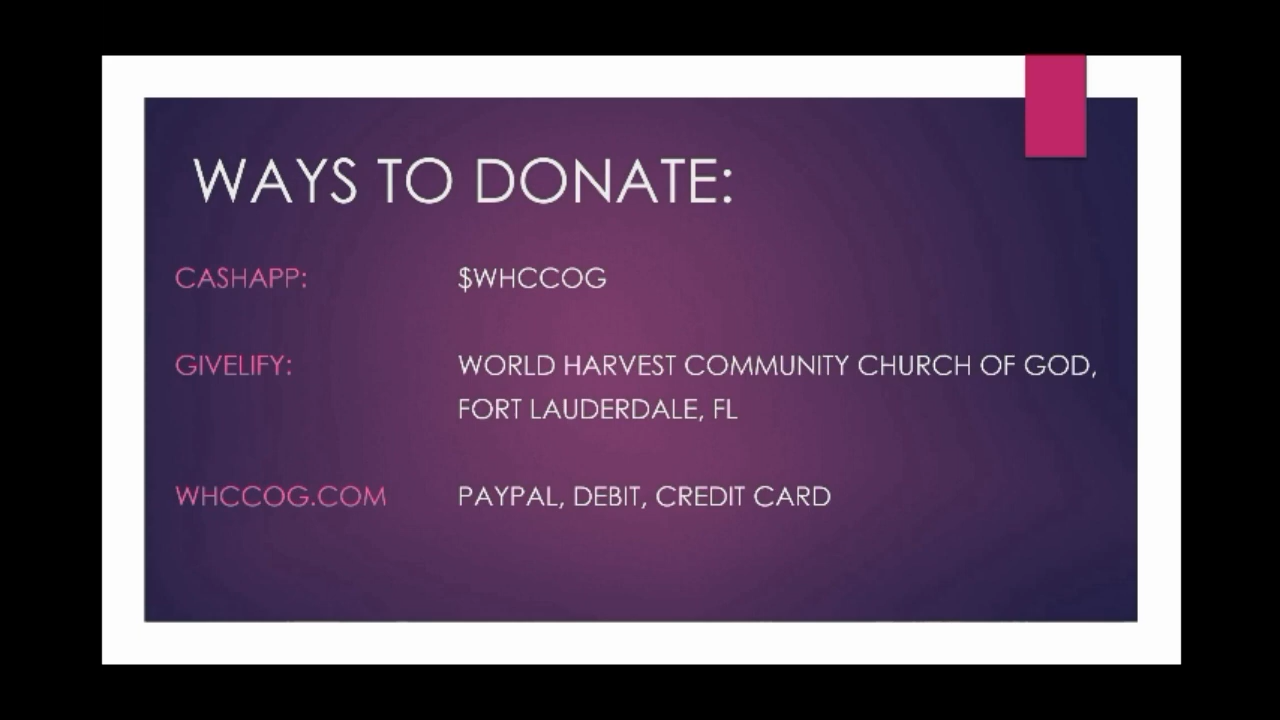 WAYS TO DONATE:
CASHAPP: $WHCCOG
GIVELIFY: WORLD HARVEST COMMUNITY CHURCH OF GOD,
FORT LAUDERDALE, FL
WHCCOG.COM PAYPAL, DEBIT, CREDIT CARD